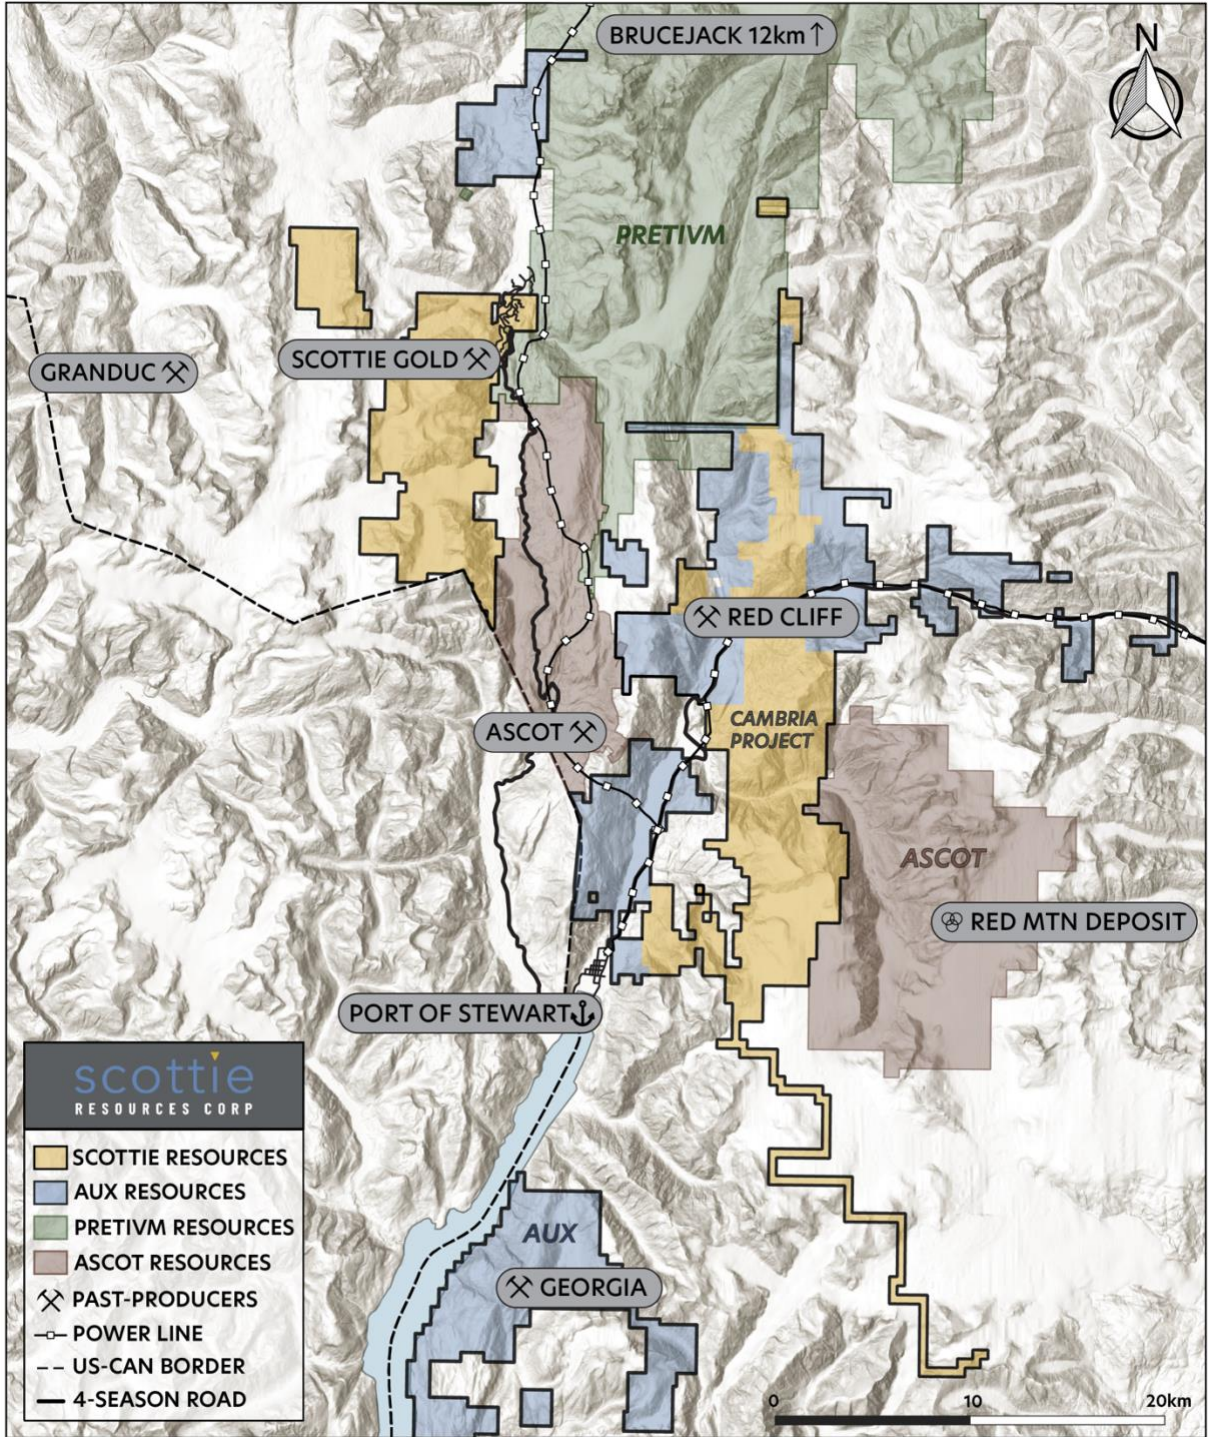 BRUCEJACK 12km↑
N
PRETIVM
SCOTTIE GOLD
GRANDUC
RED CLIFF
CAMBRIA
PROJECT
ASCOT
ASCOT
RED MTN DEPOSIT
PORT OF STEWART
AUX
GEORGIA
scottie
RESOURCES CORP
SCOTTIE RESOURCES
AUX RESOURCES
PRETIVM RESOURCES
ASCOT RESOURCES
PAST-PRODUCERS
POWER LINE
US-CAN BORDER
4-SEASON ROAD
0 10 20km